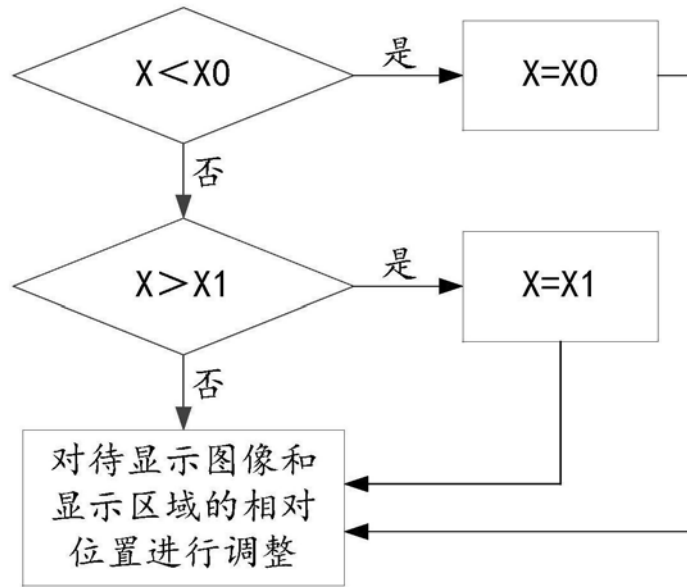 X＜X0
是
X=X0
否
X＞X1
是
X=X1
否
对待显示图像和
显示区域的相对
位置进行调整